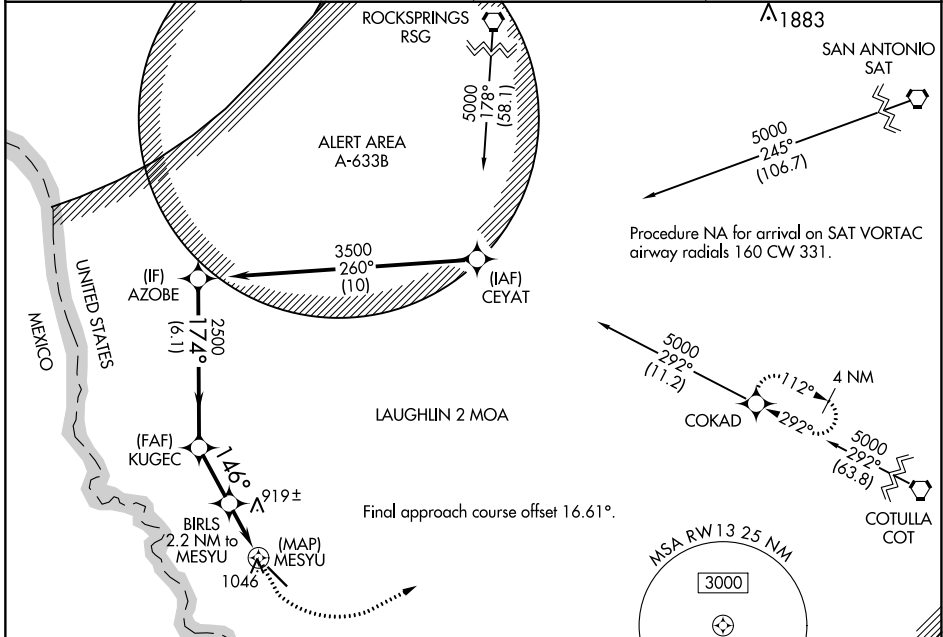 ROCKSPRINGS
RSG
1883
SAN ANTONIO
SAT
5000
178°
(58.1)
5000
245°
(106.7)
ALERT AREA
A-633B
Procedure NA for arrival on SAT VORTAC
airway radials 160 CW 331.
3500
260°
(10)
(IAF)
CEYAT
(IF)
AZOBE
UNITED STATES
MEXICO
2500
174°
(6.1)
5000
292°
(11.2)
112°
4 NM
COKAD
292°
LAUGHLIN 2 MOA
5000
292°
(63.8)
COTULLA
COT
(FAF)
KUGEC
146°
919±
Final approach course offset 16.61°.
BIRLS
2.2 NM to
MESYU
(MAP)
MESYU
1046
MSA RW13 25 NM
3000